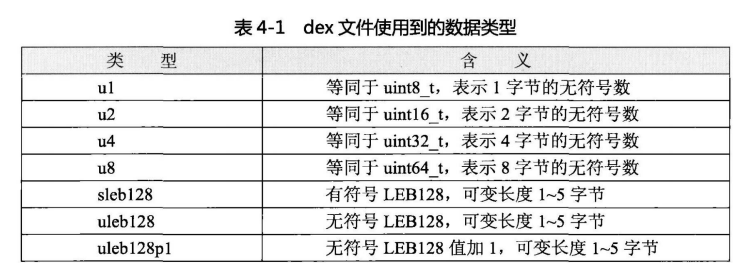 表 4-1 dex 文件使用到的数据类型
类 型 含 义
u1 等同于 uint8_t，表示 1 字节的无符号数
u2 等同于 uint16_t，表示 2 字节的无符号数
u4 等同于 uint32_t，表示 4 字节的无符号数
u8 等同于 uint64_t，表示 8 字节的无符号数
sleb128 有符号 LEB128，可变长度 1~5 字节
uleb128 无符号 LEB128，可变长度 1~5 字节
uleb128p1 无符号 LEB128 值加 1，可变长度 1~5 字节